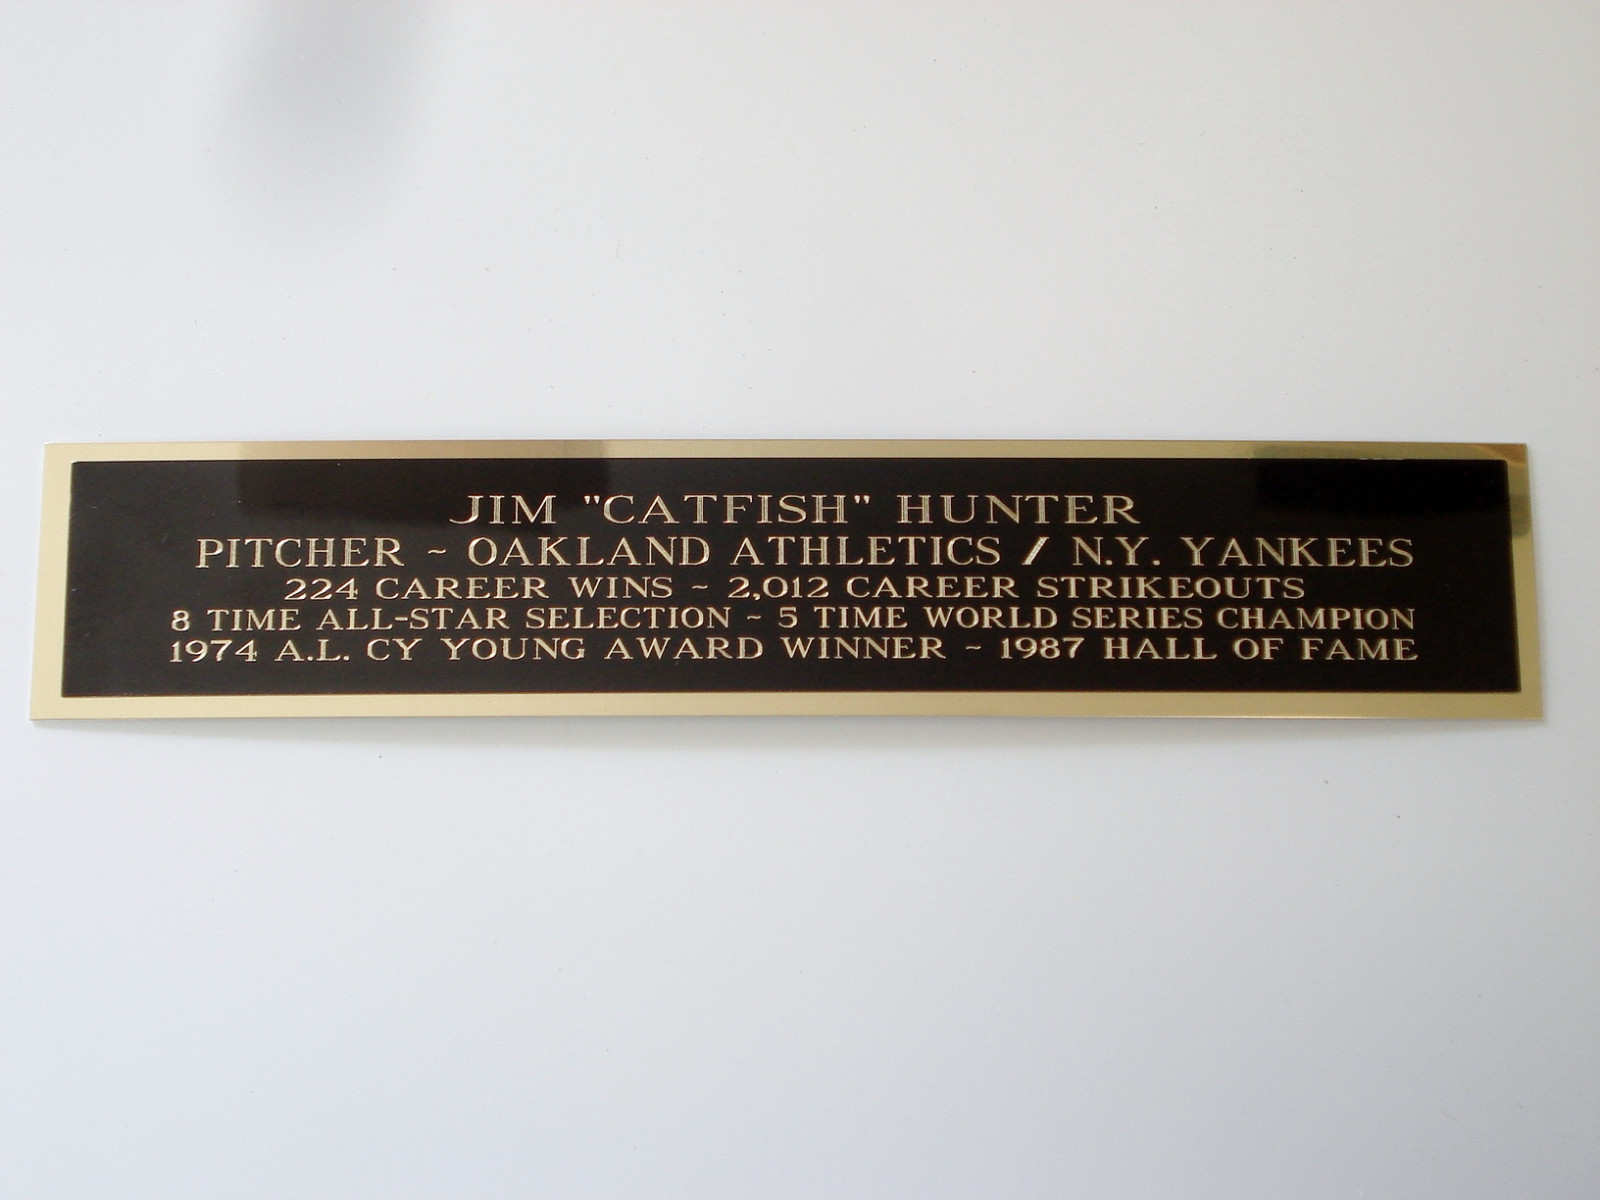 JIM "CATFISH" HUNTER
PITCHER ~ OAKLAND ATHLETICS / N.Y. YANKEES
224 CAREER WINS ~ 2,012 CAREER STRIKEOUTS
8 TIME ALL-STAR SELECTION ~ 5 TIME WORLD SERIES CHAMPION
1974 A.L. CY YOUNG AWARD WINNER ~ 1987 HALL OF FAME